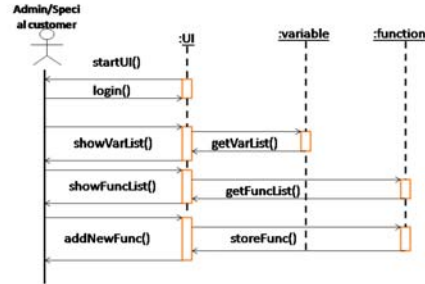 Admin/Speci
al customer
:UI
:variable
:function
startUI()
login()
showVarList()
getVarList()
showFuncList()
getFuncList()
addNewFunc()
storeFunc()